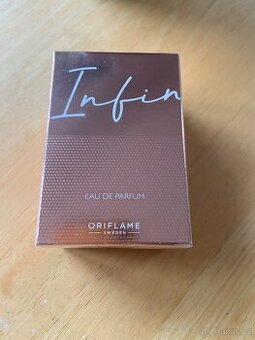 Infin
EAU DE PARFUM
ORIFLAME
SWEDEN